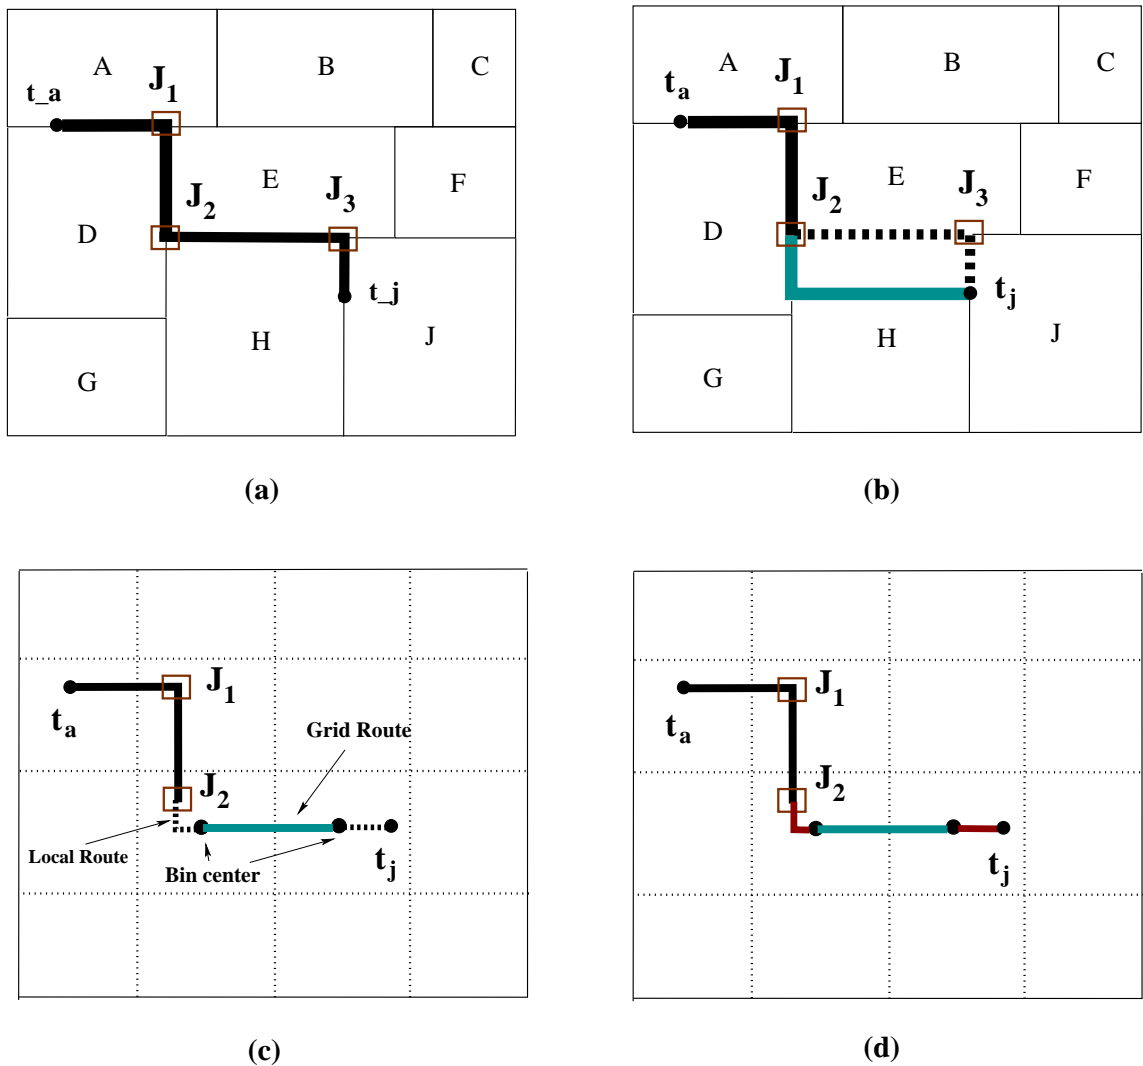 A B C
t_a J1
E F
J2 J3
D
t_j
H J
G
(a)
A B C
ta J1
E F
J2 J3
D
tj
H J
G
(b)
J1
ta
Grid Route
J2
Local Route
Bin center
tj
(c)
J1
ta
J2
tj
(d)